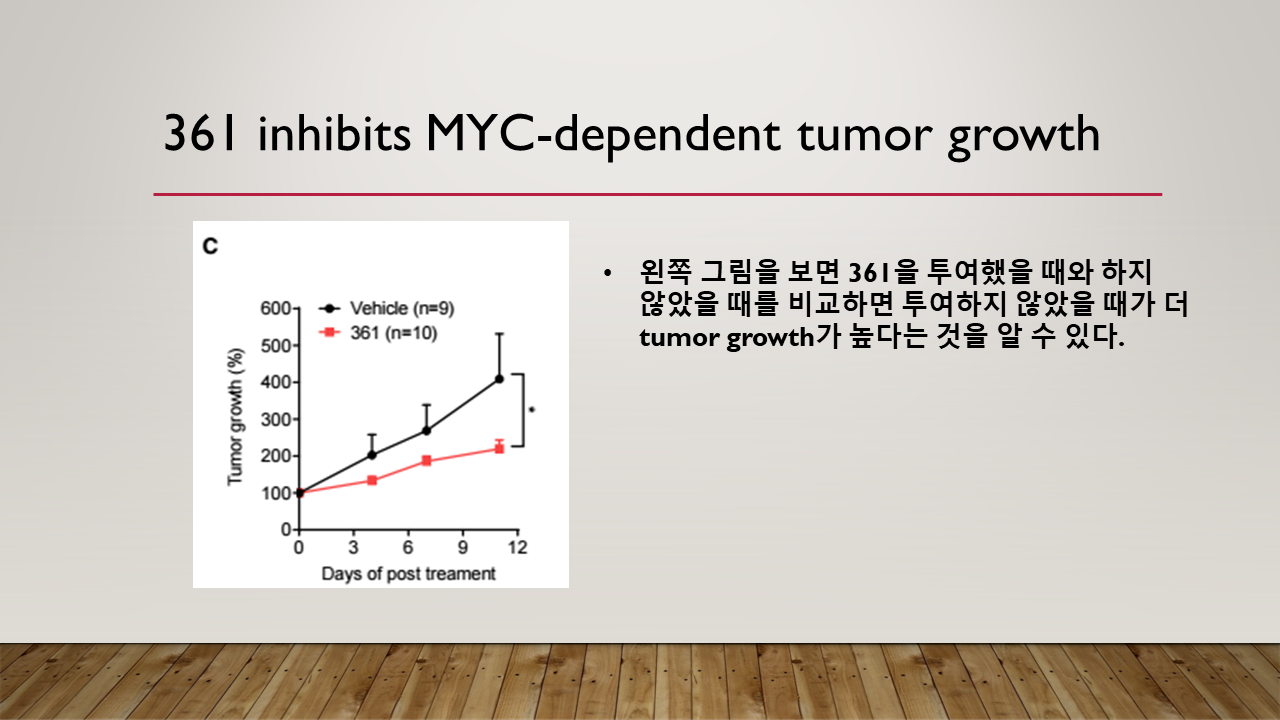 361 inhibits MYC-dependent tumor growth
C
600
Vehicle (n=9)
361 (n=10)
500
400
*
300
200
100
0
Tumor growth (%)
0 3 6 9 12
Days of post treament
• 왼쪽 그림을 보면 361을 투여했을 때와 하지
않았을 때를 비교하면 투여하지 않았을 때가 더
tumor growth가 높다는 것을 알 수 있다.